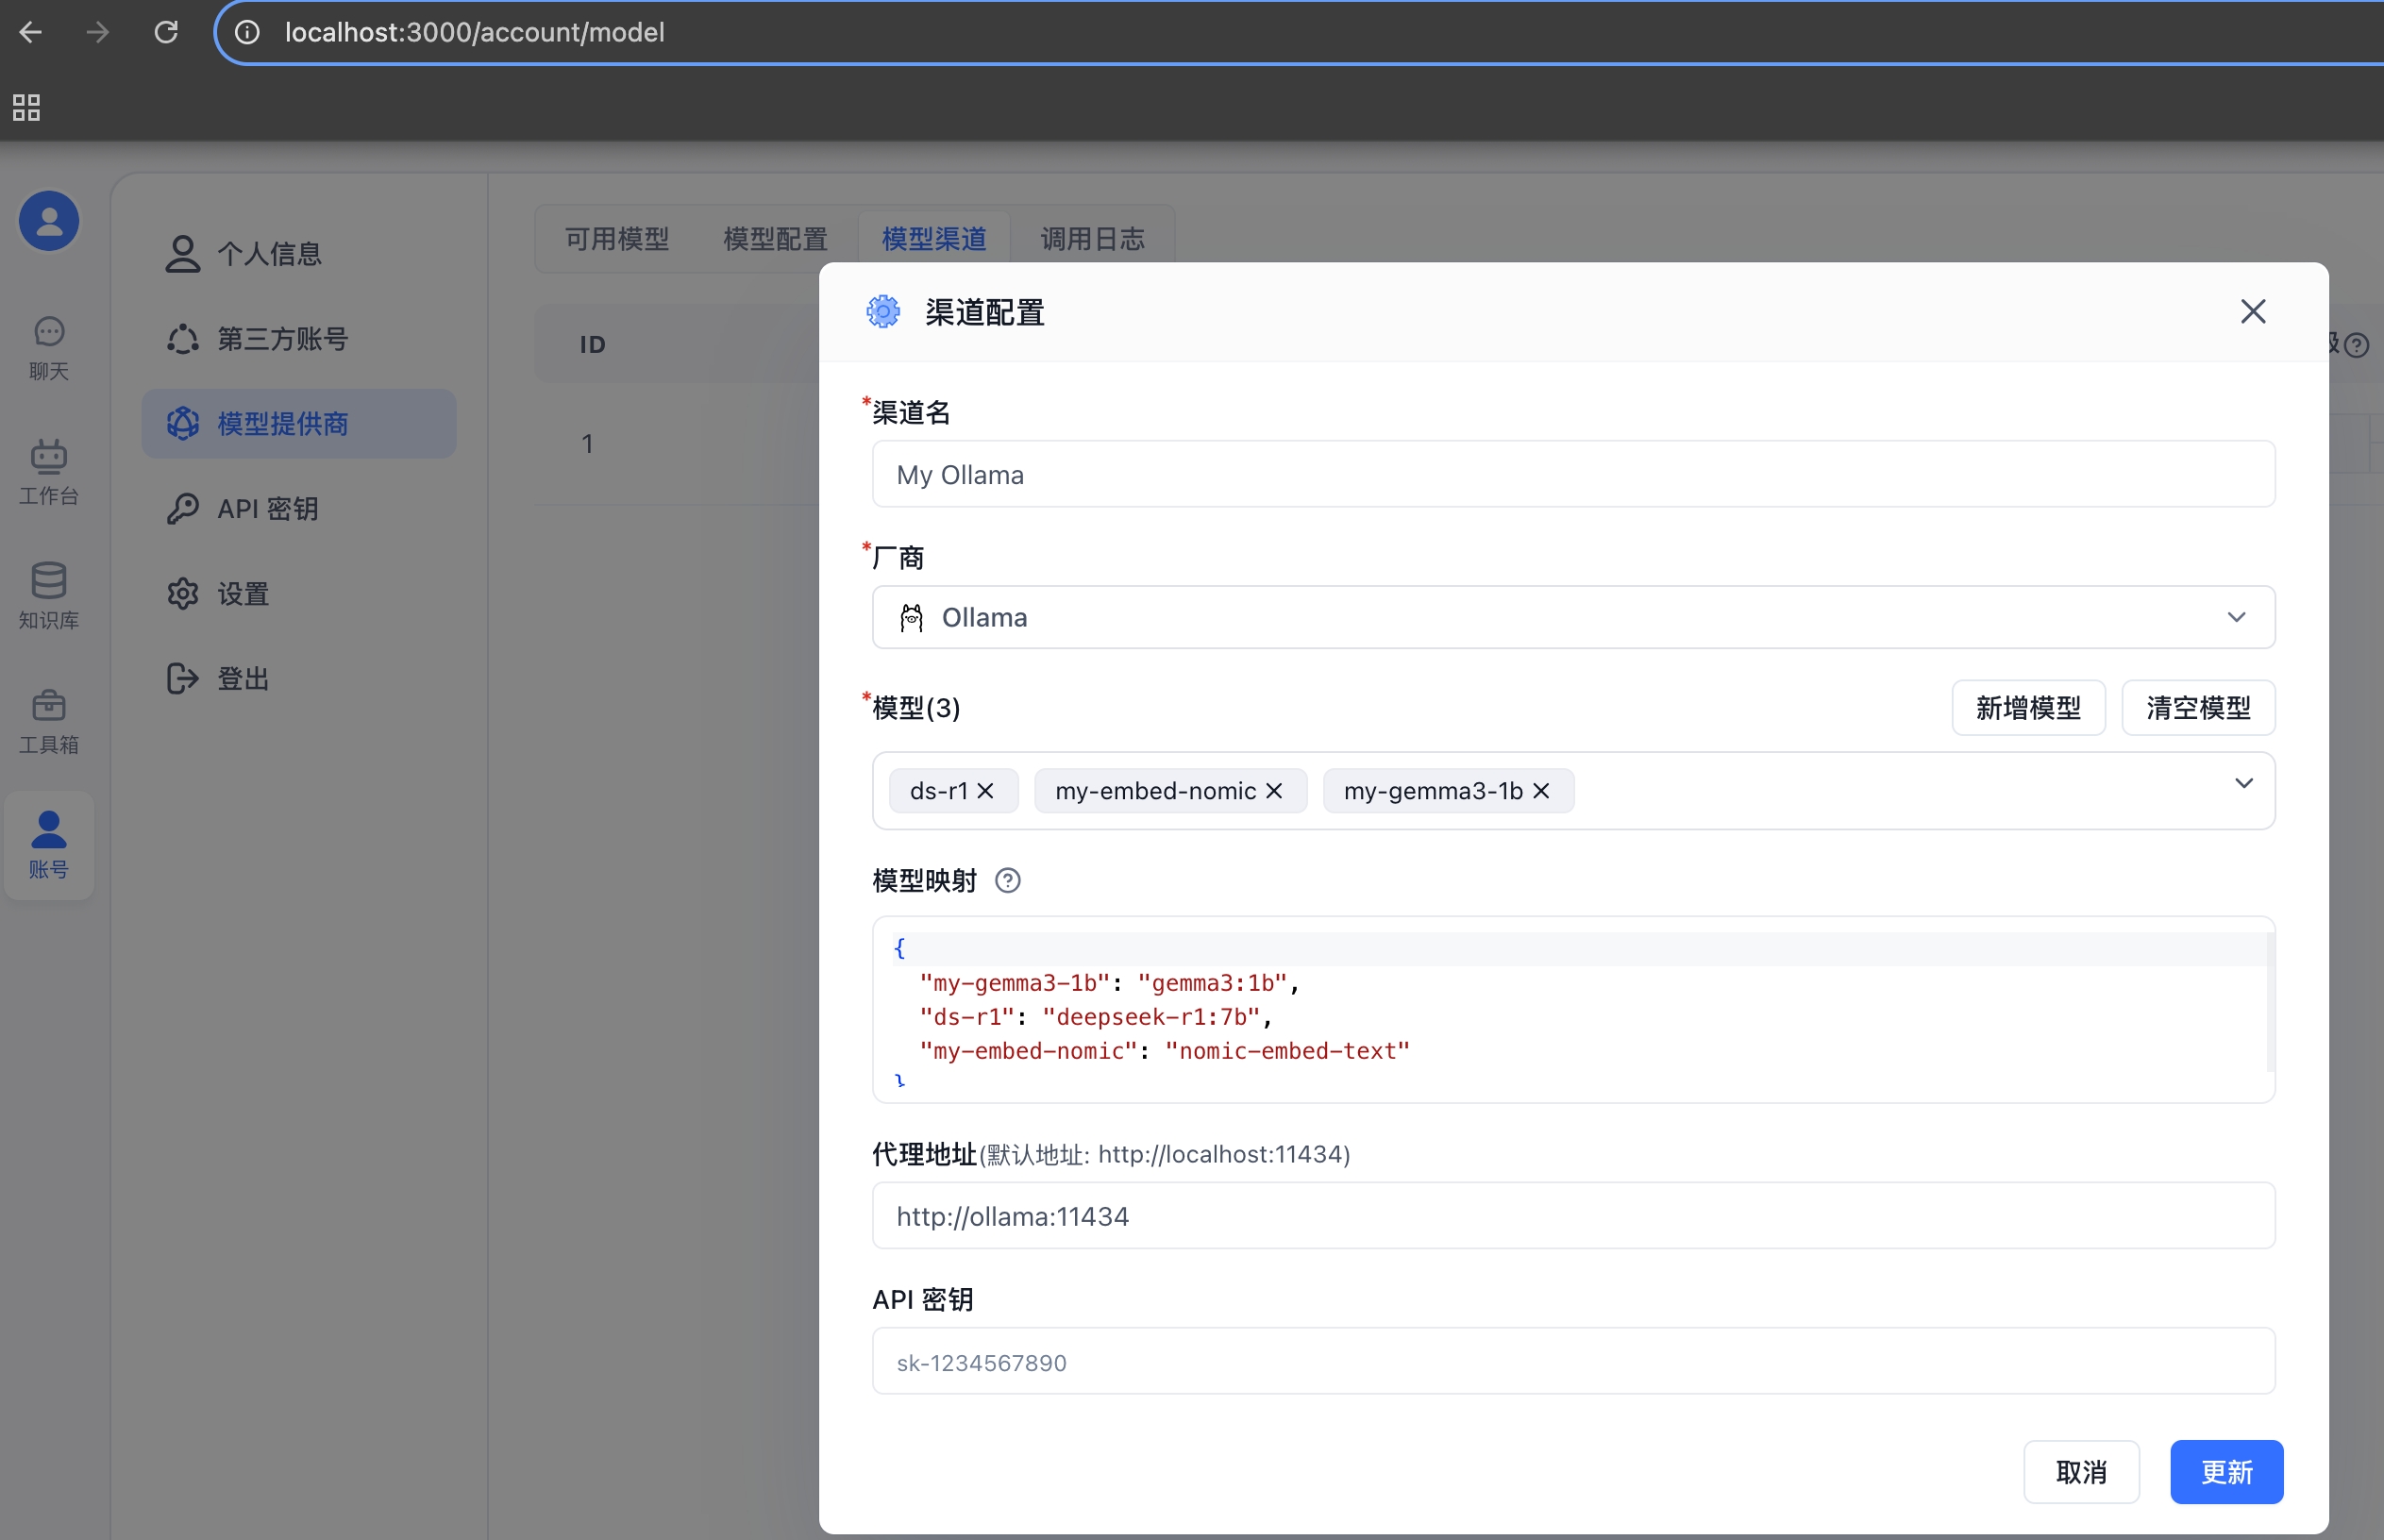 localhost:3000/account/model
聊天
工作台
知识库
工具箱
账号
个人信息
第三方账号
模型提供商
API 密钥
设置
登出
可用模型
模型配置
模型渠道
调用日志
ID
1
渠道配置
*渠道名
My Ollama
*厂商
Ollama
*模型(3)
新增模型
清空模型
ds-r1
my-embed-nomic
my-gemma3-1b
模型映射
{
"my-gemma3-1b": "gemma3:1b",
"ds-r1": "deepseek-r1:7b",
"my-embed-nomic": "nomic-embed-text"
}
代理地址(默认地址: http://localhost:11434)
http://ollama:11434
API 密钥
sk-1234567890
取消
更新